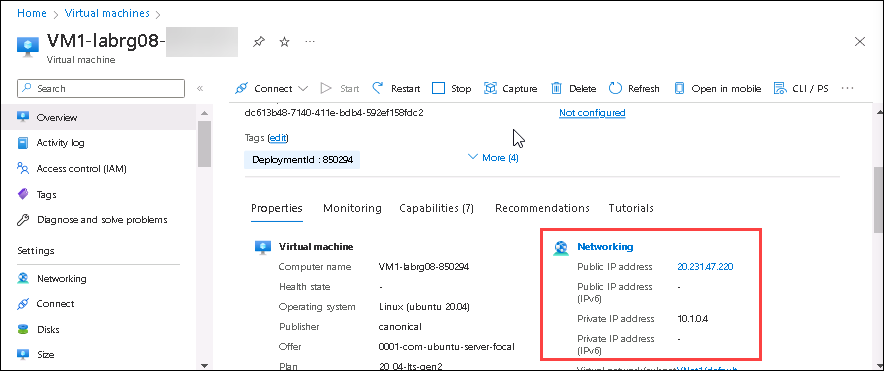 Home > Virtual machines >
VM1-labrg08-
Virtual machine
Search
Connect Start Restart Stop Capture Delete Refresh Open in mobile CLI / PS
Overview
Activity log
Access control (IAM)
Tags
Diagnose and solve problems
Settings
Networking
Connect
Disks
Size
dc613b48-7140-411e-bdb4-592ef158fdc2
Not configured
Tags (edit)
DeploymentId : 850294
More (4)
Properties Monitoring Capabilities (7) Recommendations Tutorials
Virtual machine
Computer name VM1-labrg08-850294
Health state -
Operating system Linux (ubuntu 20.04)
Publisher canonical
Offer 0001-com-ubuntu-server-focal
Plan 20_04-lts-gen2
Networking
Public IP address 20.231.47.220
Public IP address -
(IPv6)
Private IP address 10.1.0.4
Private IP address -
(IPv6)